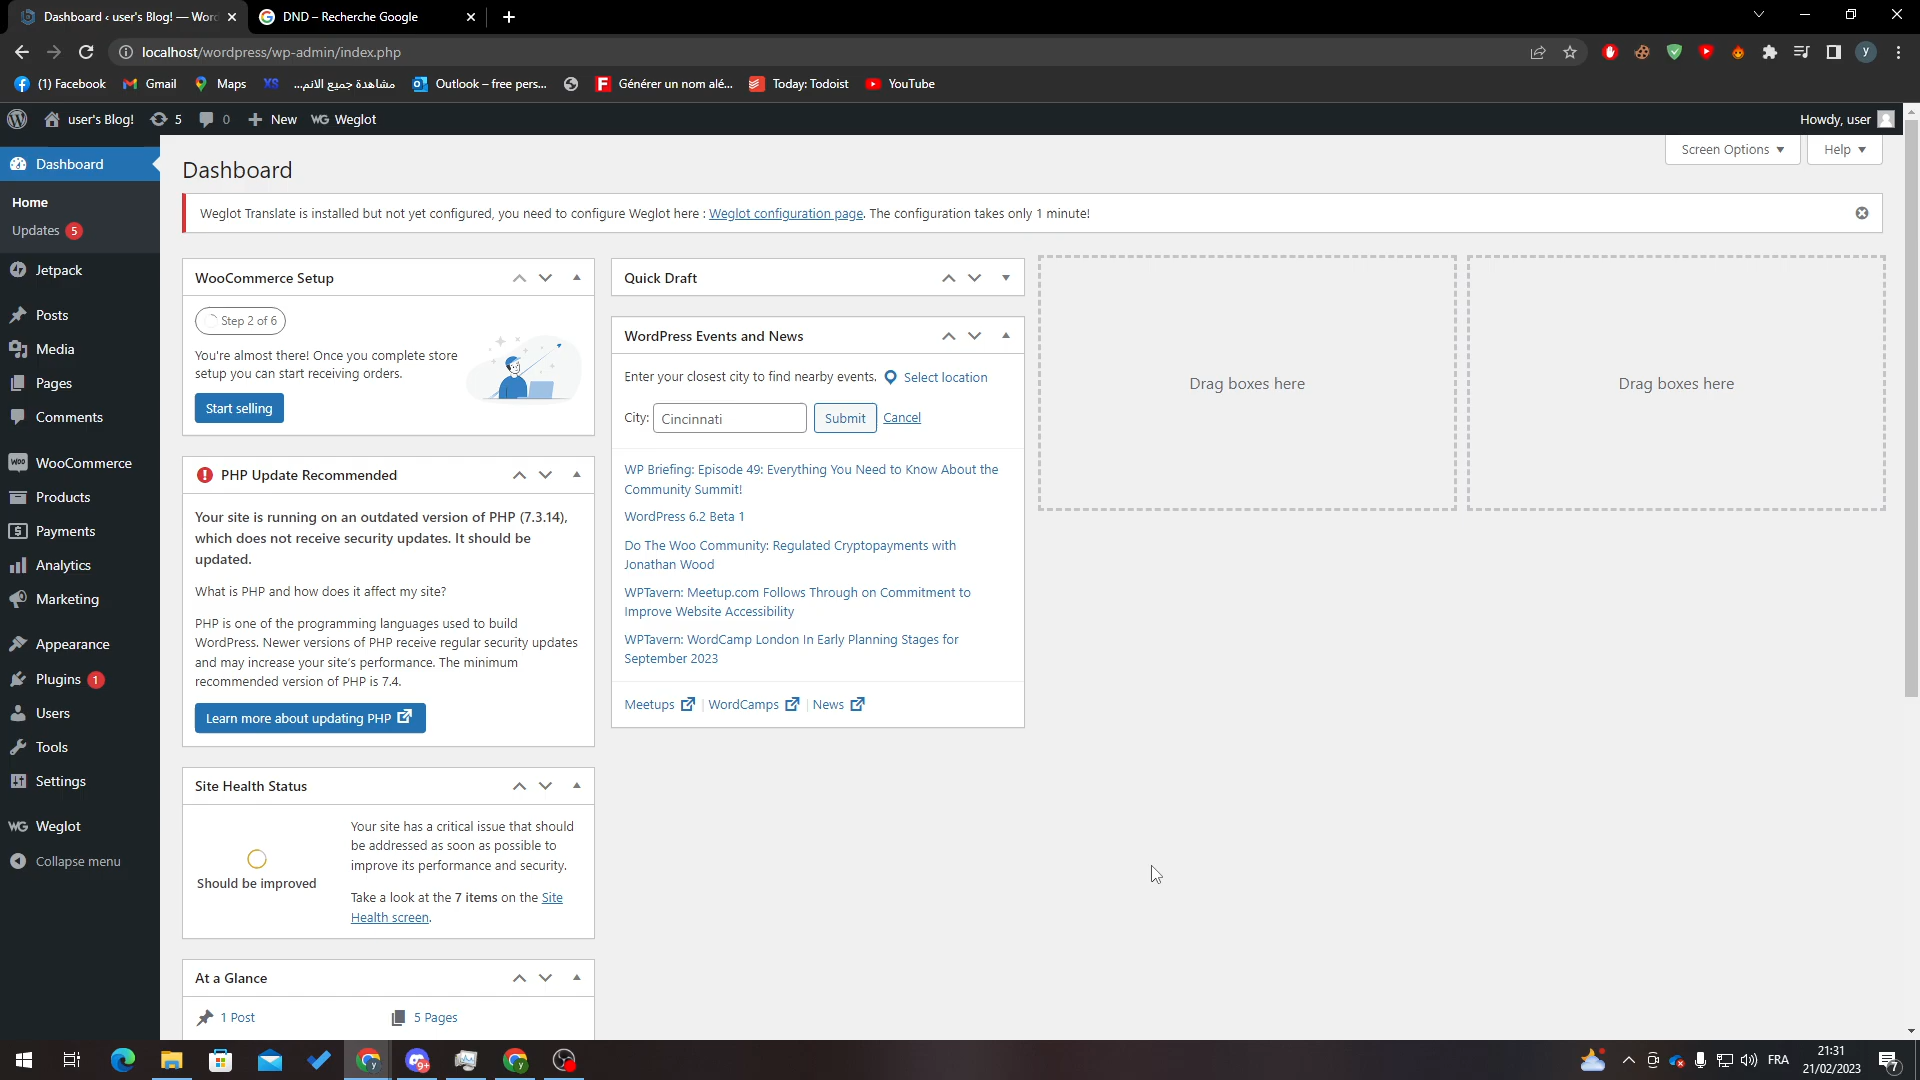 Dashboard ‹ user's Blog! — Wor
DND – Recherche Google
localhost/wordpress/wp-admin/index.php
y
(1) Facebook
Gmail
Maps
XS
مشاهدة جميع الانم...
Outlook – free pers...
Générer un nom alé...
Today: Todoist
YouTube
user's Blog!
5
0
New
Weglot
Howdy, user
Dashboard
Home
Updates 5
Jetpack
Posts
Media
Pages
Comments
WooCommerce
Products
Payments
Analytics
Marketing
Appearance
Plugins 1
Users
Tools
Settings
Weglot
Collapse menu
Screen Options
Help
Dashboard
Weglot Translate is installed but not yet configured, you need to configure Weglot here : Weglot configuration page. The configuration takes only 1 minute!
WooCommerce Setup
Step 2 of 6
You're almost there! Once you complete store
setup you can start receiving orders.
Start selling
PHP Update Recommended
Your site is running on an outdated version of PHP (7.3.14),
which does not receive security updates. It should be
updated.
What is PHP and how does it affect my site?
PHP is one of the programming languages used to build
WordPress. Newer versions of PHP receive regular security updates
and may increase your site's performance. The minimum
recommended version of PHP is 7.4.
Learn more about updating PHP
Site Health Status
Should be improved
Your site has a critical issue that should
be addressed as soon as possible to
improve its performance and security.
Take a look at the 7 items on the Site
Health screen.
At a Glance
1 Post
5 Pages
Quick Draft
WordPress Events and News
Enter your closest city to find nearby events.
Select location
City:
Cincinnati
Submit
Cancel
WP Briefing: Episode 49: Everything You Need to Know About the
Community Summit!
WordPress 6.2 Beta 1
Do The Woo Community: Regulated Cryptopayments with
Jonathan Wood
WPTavern: Meetup.com Follows Through on Commitment to
Improve Website Accessibility
WPTavern: WordCamp London In Early Planning Stages for
September 2023
Meetups
WordCamps
News
Drag boxes here
Drag boxes here
9+
FRA
21:31
21/02/2023
7